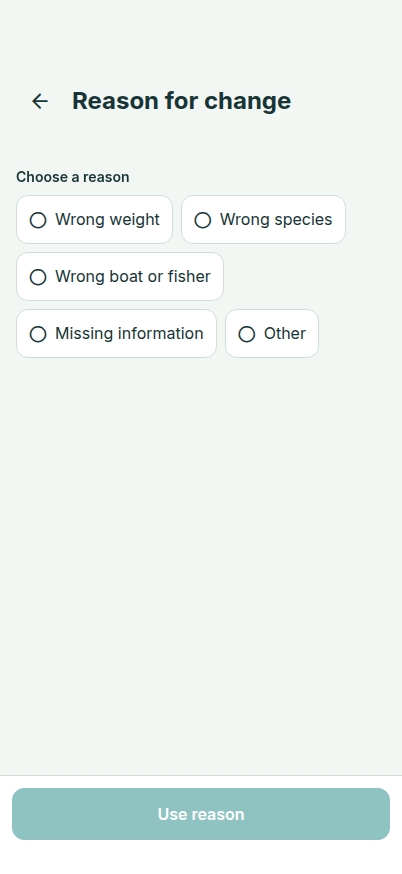 Reason for change
Choose a reason
Wrong weight
Wrong species
Wrong boat or fisher
Missing information
Other
Use reason